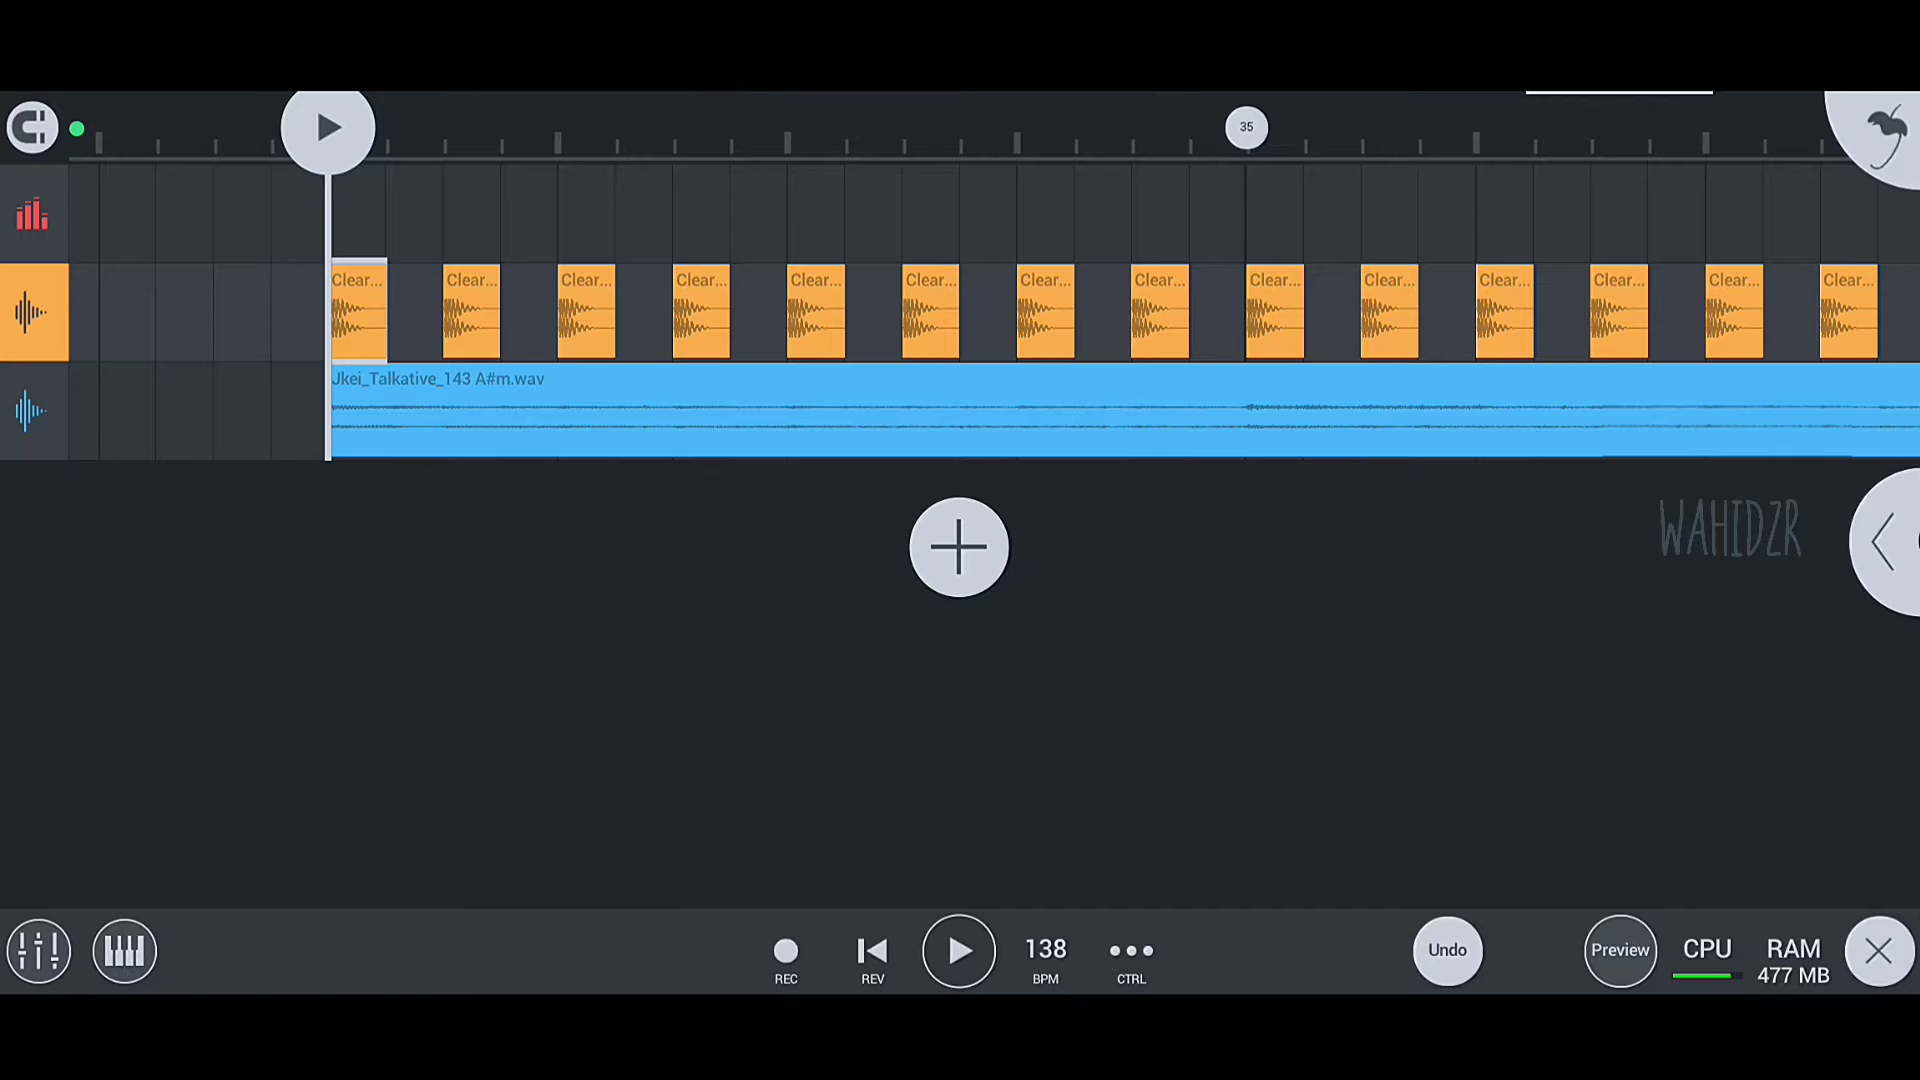 35
Clear... Clear... Clear... Clear... Clear... Clear... Clear... Clear... Clear... Clear... Clear... Clear... Clear... Clear...
Jkei_Talkative_143 A#m.wav
WAHIDZR
REC
REV
138
BPM
CTRL
Undo
Preview
CPU
RAM
477 MB